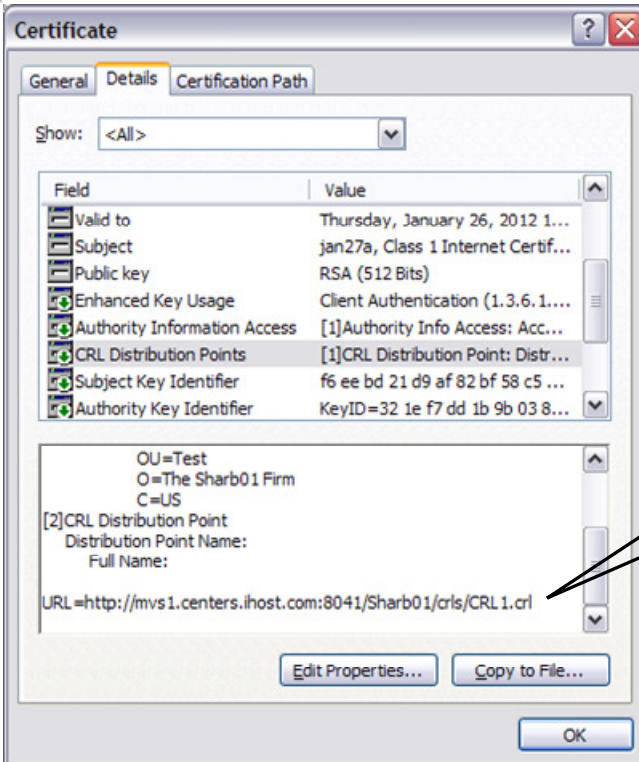 Certificate
General Details Certification Path
Show: <All>
Field Value
Valid to Thursday, January 26, 2012 1...
Subject jan27a, Class 1 Internet Certif...
Public key RSA (512 Bits)
Enhanced Key Usage Client Authentication (1.3.6.1....
Authority Information Access [1]Authority Info Access: Acc...
CRL Distribution Points [1]CRL Distribution Point: Distr...
Subject Key Identifier f6 ee bd 21 d9 af 82 bf 58 c5 ...
Authority Key Identifier KeyID=32 1e f7 dd 1b 9b 03 8...
OU=Test
O=The Sharb01 Firm
C=US
[2]CRL Distribution Point
Distribution Point Name:
Full Name:
URL=http://mvs1.centers.ihost.com:8041/Sharb01/crls/CRL1.crl
Edit Properties... Copy to File...
OK